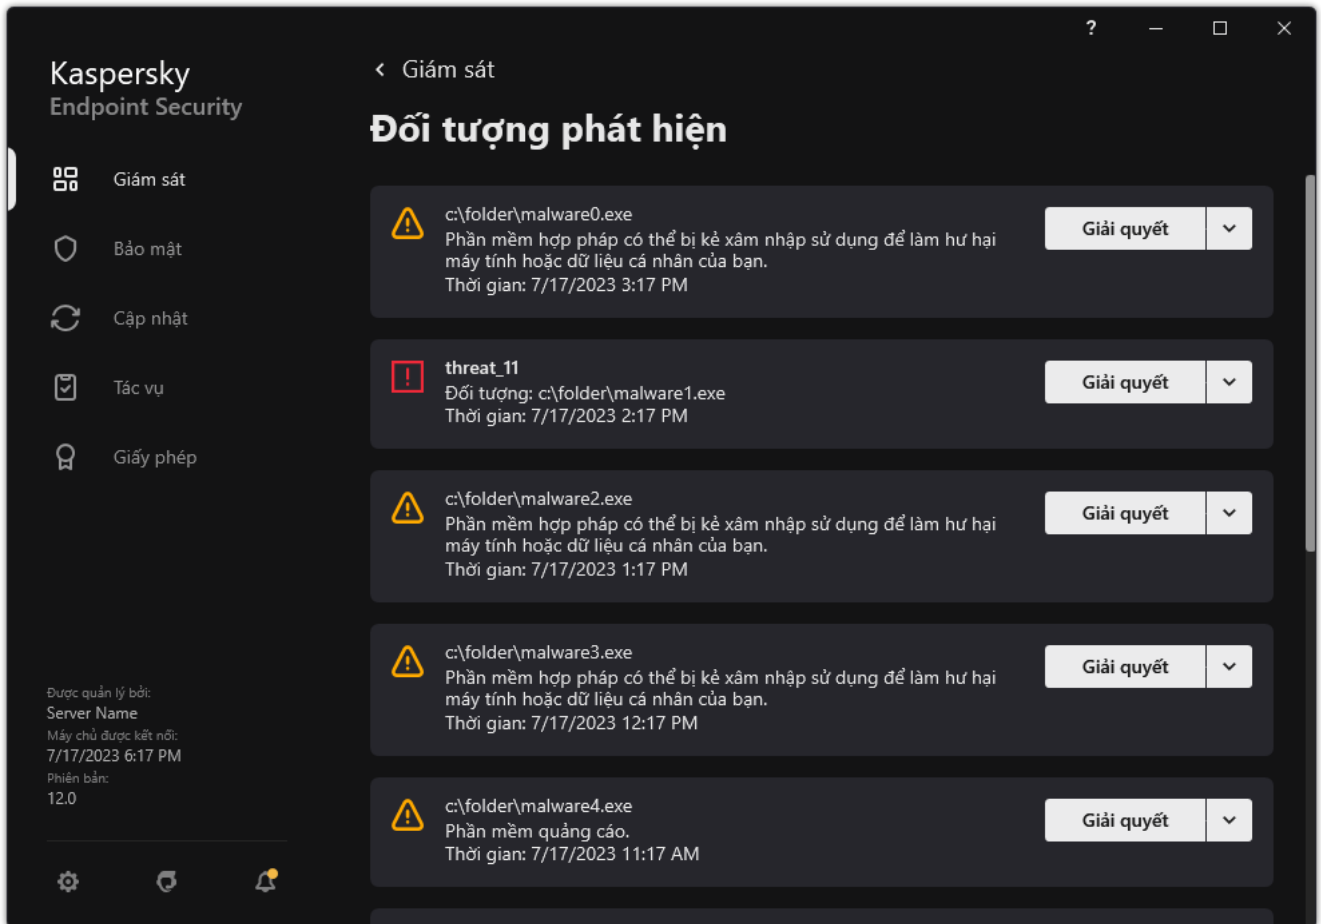 ?
Kaspersky
Endpoint Security
Giám sát
Bảo mật
Cập nhật
Tác vụ
Giấy phép
Được quản lý bởi:
Server Name
Máy chủ được kết nối:
7/17/2023 6:17 PM
Phiên bản:
12.0
Giám sát
Đối tượng phát hiện
c:\folder\malware0.exe
Phần mềm hợp pháp có thể bị kẻ xâm nhập sử dụng để làm hư hại
máy tính hoặc dữ liệu cá nhân của bạn.
Thời gian: 7/17/2023 3:17 PM
Giải quyết
threat_11
Đối tượng: c:\folder\malware1.exe
Thời gian: 7/17/2023 2:17 PM
Giải quyết
c:\folder\malware2.exe
Phần mềm hợp pháp có thể bị kẻ xâm nhập sử dụng để làm hư hại
máy tính hoặc dữ liệu cá nhân của bạn.
Thời gian: 7/17/2023 1:17 PM
Giải quyết
c:\folder\malware3.exe
Phần mềm hợp pháp có thể bị kẻ xâm nhập sử dụng để làm hư hại
máy tính hoặc dữ liệu cá nhân của bạn.
Thời gian: 7/17/2023 12:17 PM
Giải quyết
c:\folder\malware4.exe
Phần mềm quảng cáo.
Thời gian: 7/17/2023 11:17 AM
Giải quyết